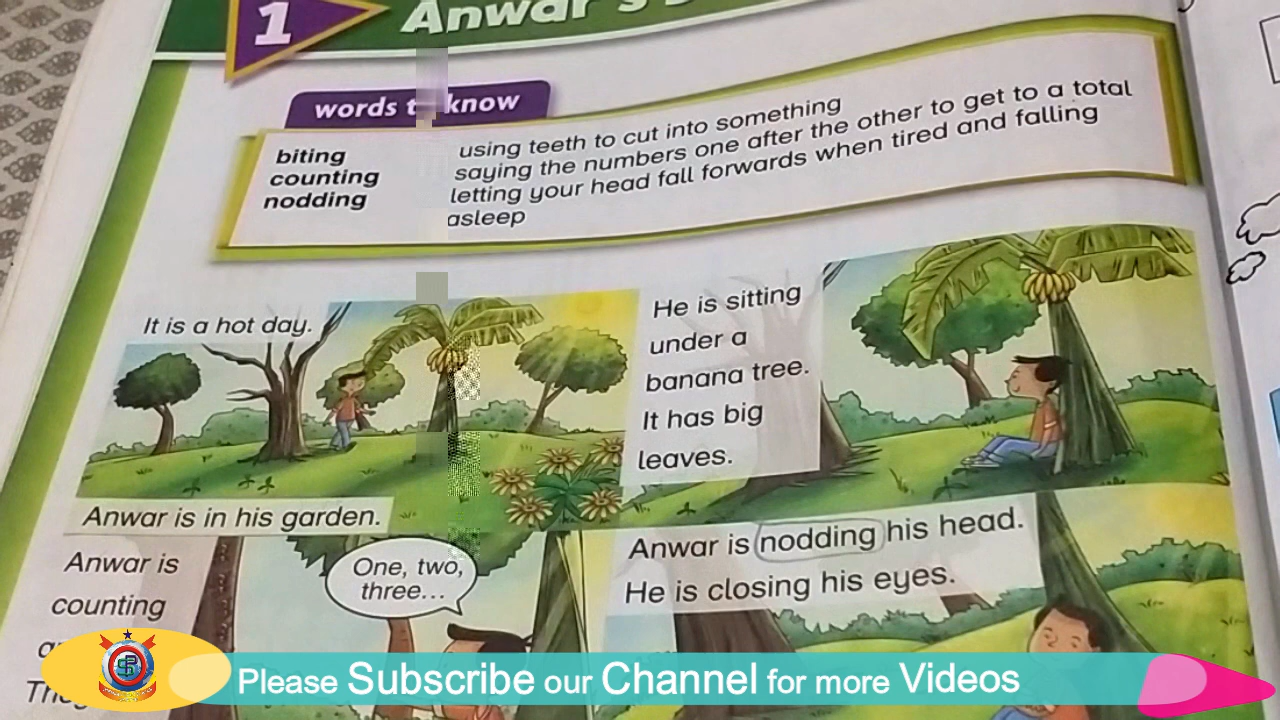 1
Anwar's
words to know
biting using teeth to cut into something
counting saying the numbers one after the other to get to a total
nodding letting your head fall forwards when tired and falling
asleep
It is a hot day.
Anwar is in his garden.
He is sitting
under a
banana tree.
It has big
leaves.
Anwar is
counting
One, two,
three...
Anwar is nodding his head.
He is closing his eyes.
Please Subscribe our Channel for more Videos